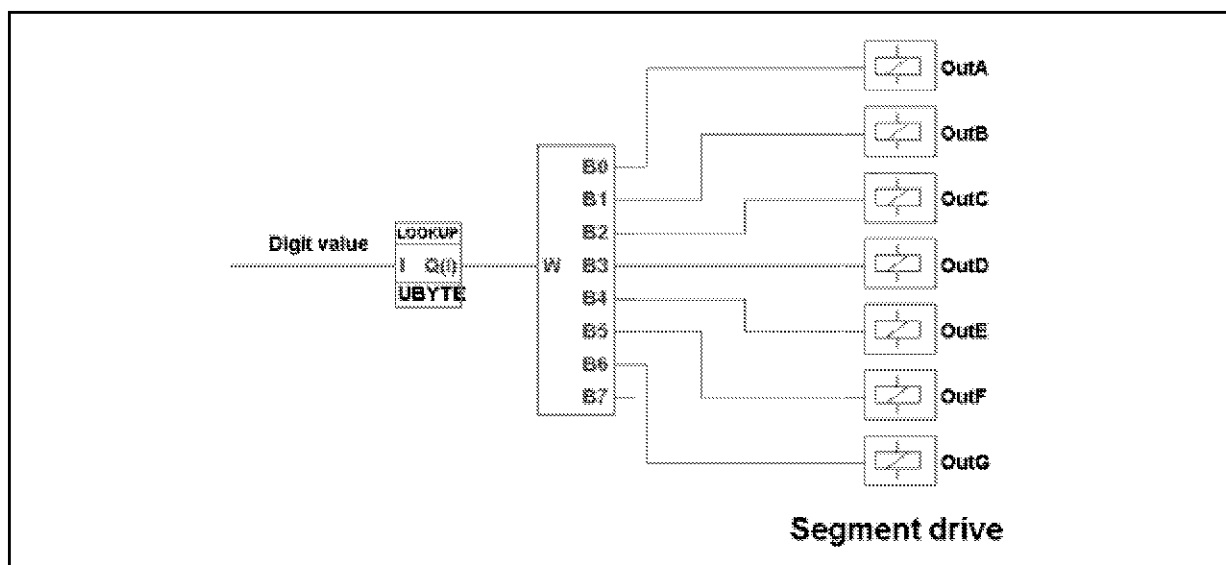 OutA
OutB
B0
B1
OutC
LOOKUP
B2
Digit value
I Q(I)
W
B3
OutD
UBYTE
B4
OutE
B5
B6
OutF
B7
OutG
Segment drive